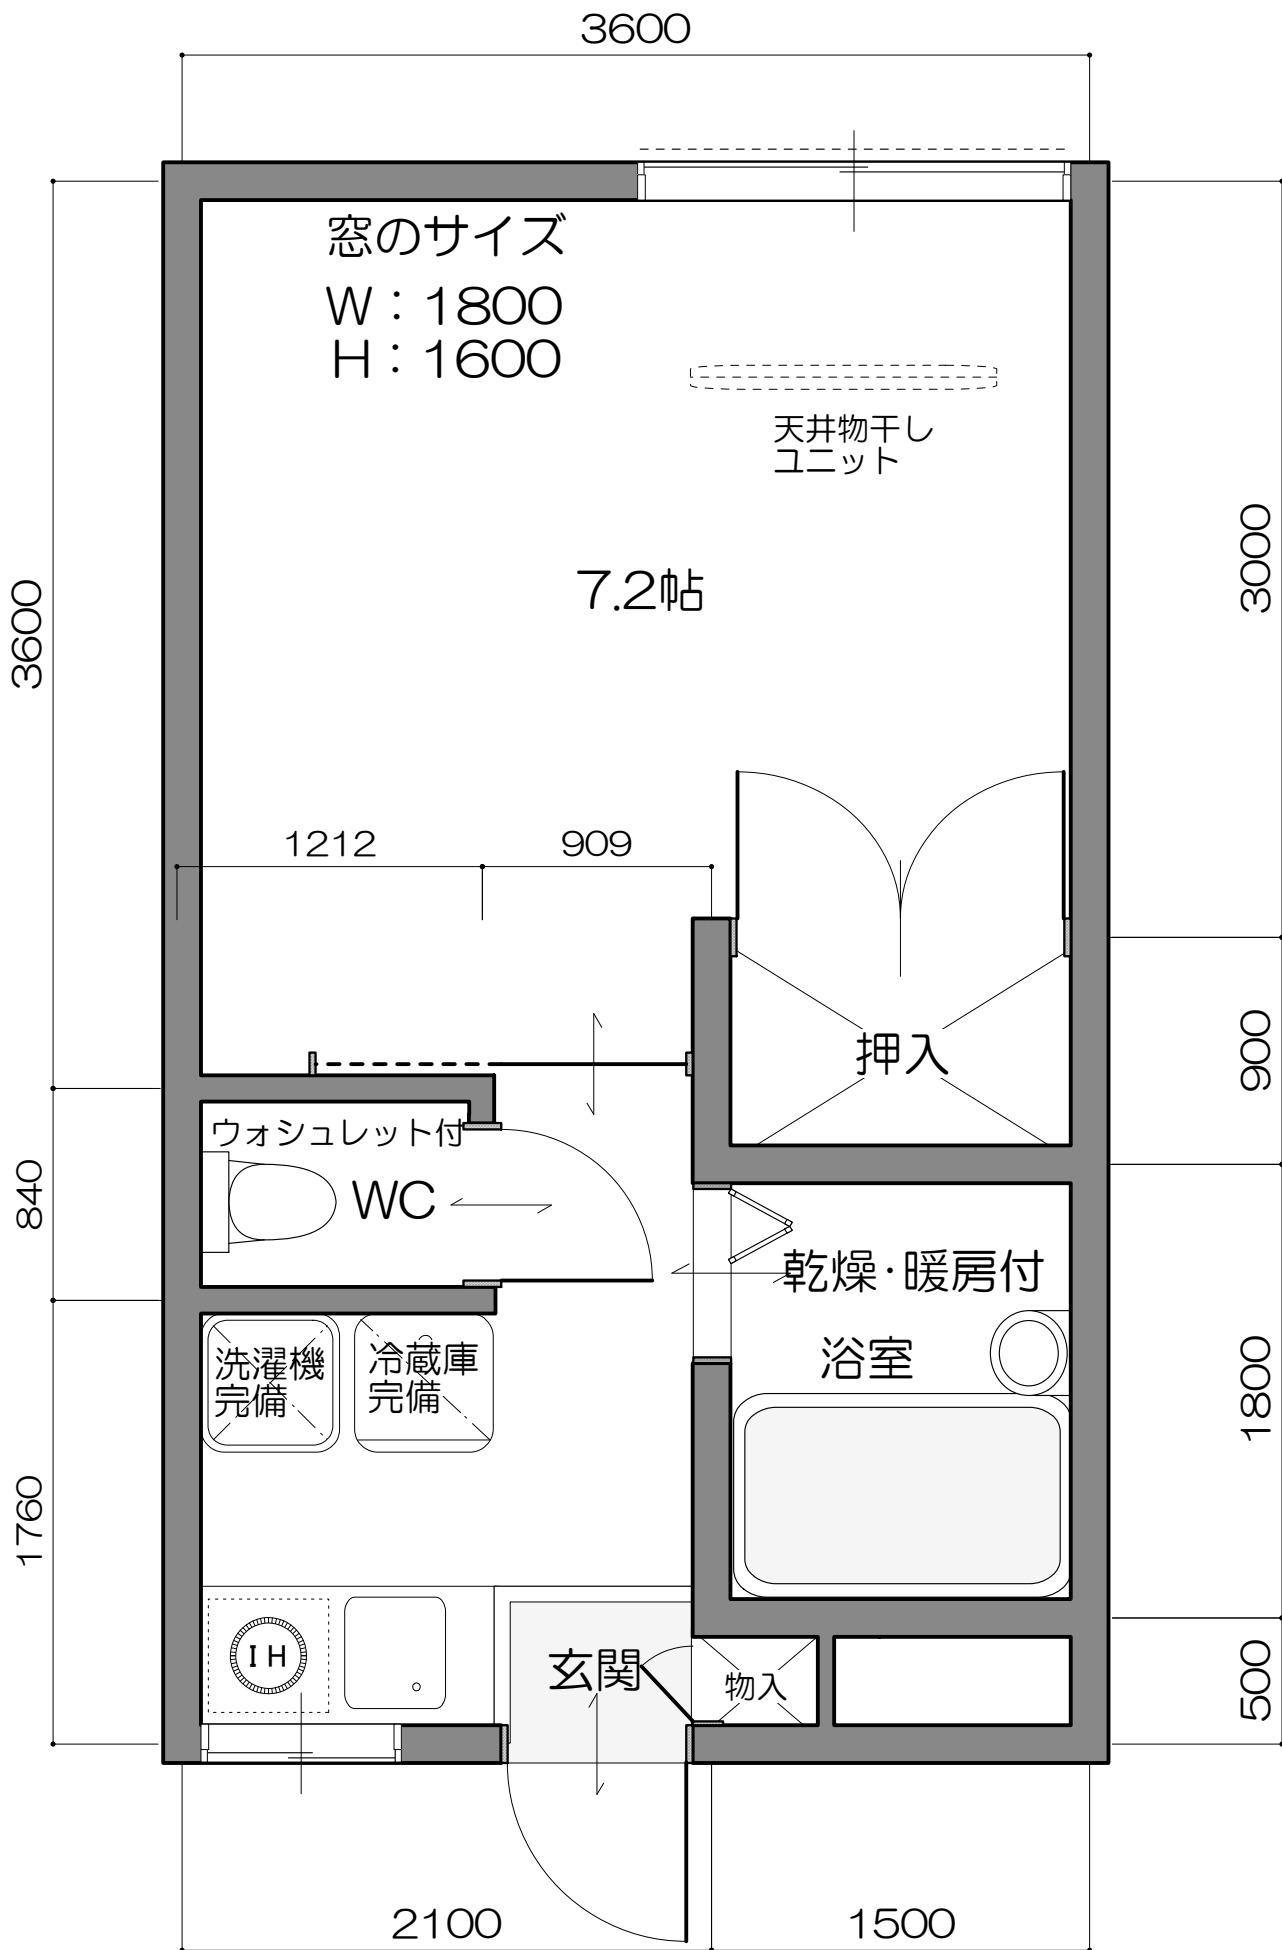 3600
窓のサイズ
W：1800
H：1600
天井物干し
ユニット
3000
7.2帖
3600
1212
909
900
押入
ウォシュレット付
WC
840
乾燥・暖房付
浴室
洗濯機
完備
冷蔵庫
完備
1800
1760
IH
玄関
物入
500
2100
1500